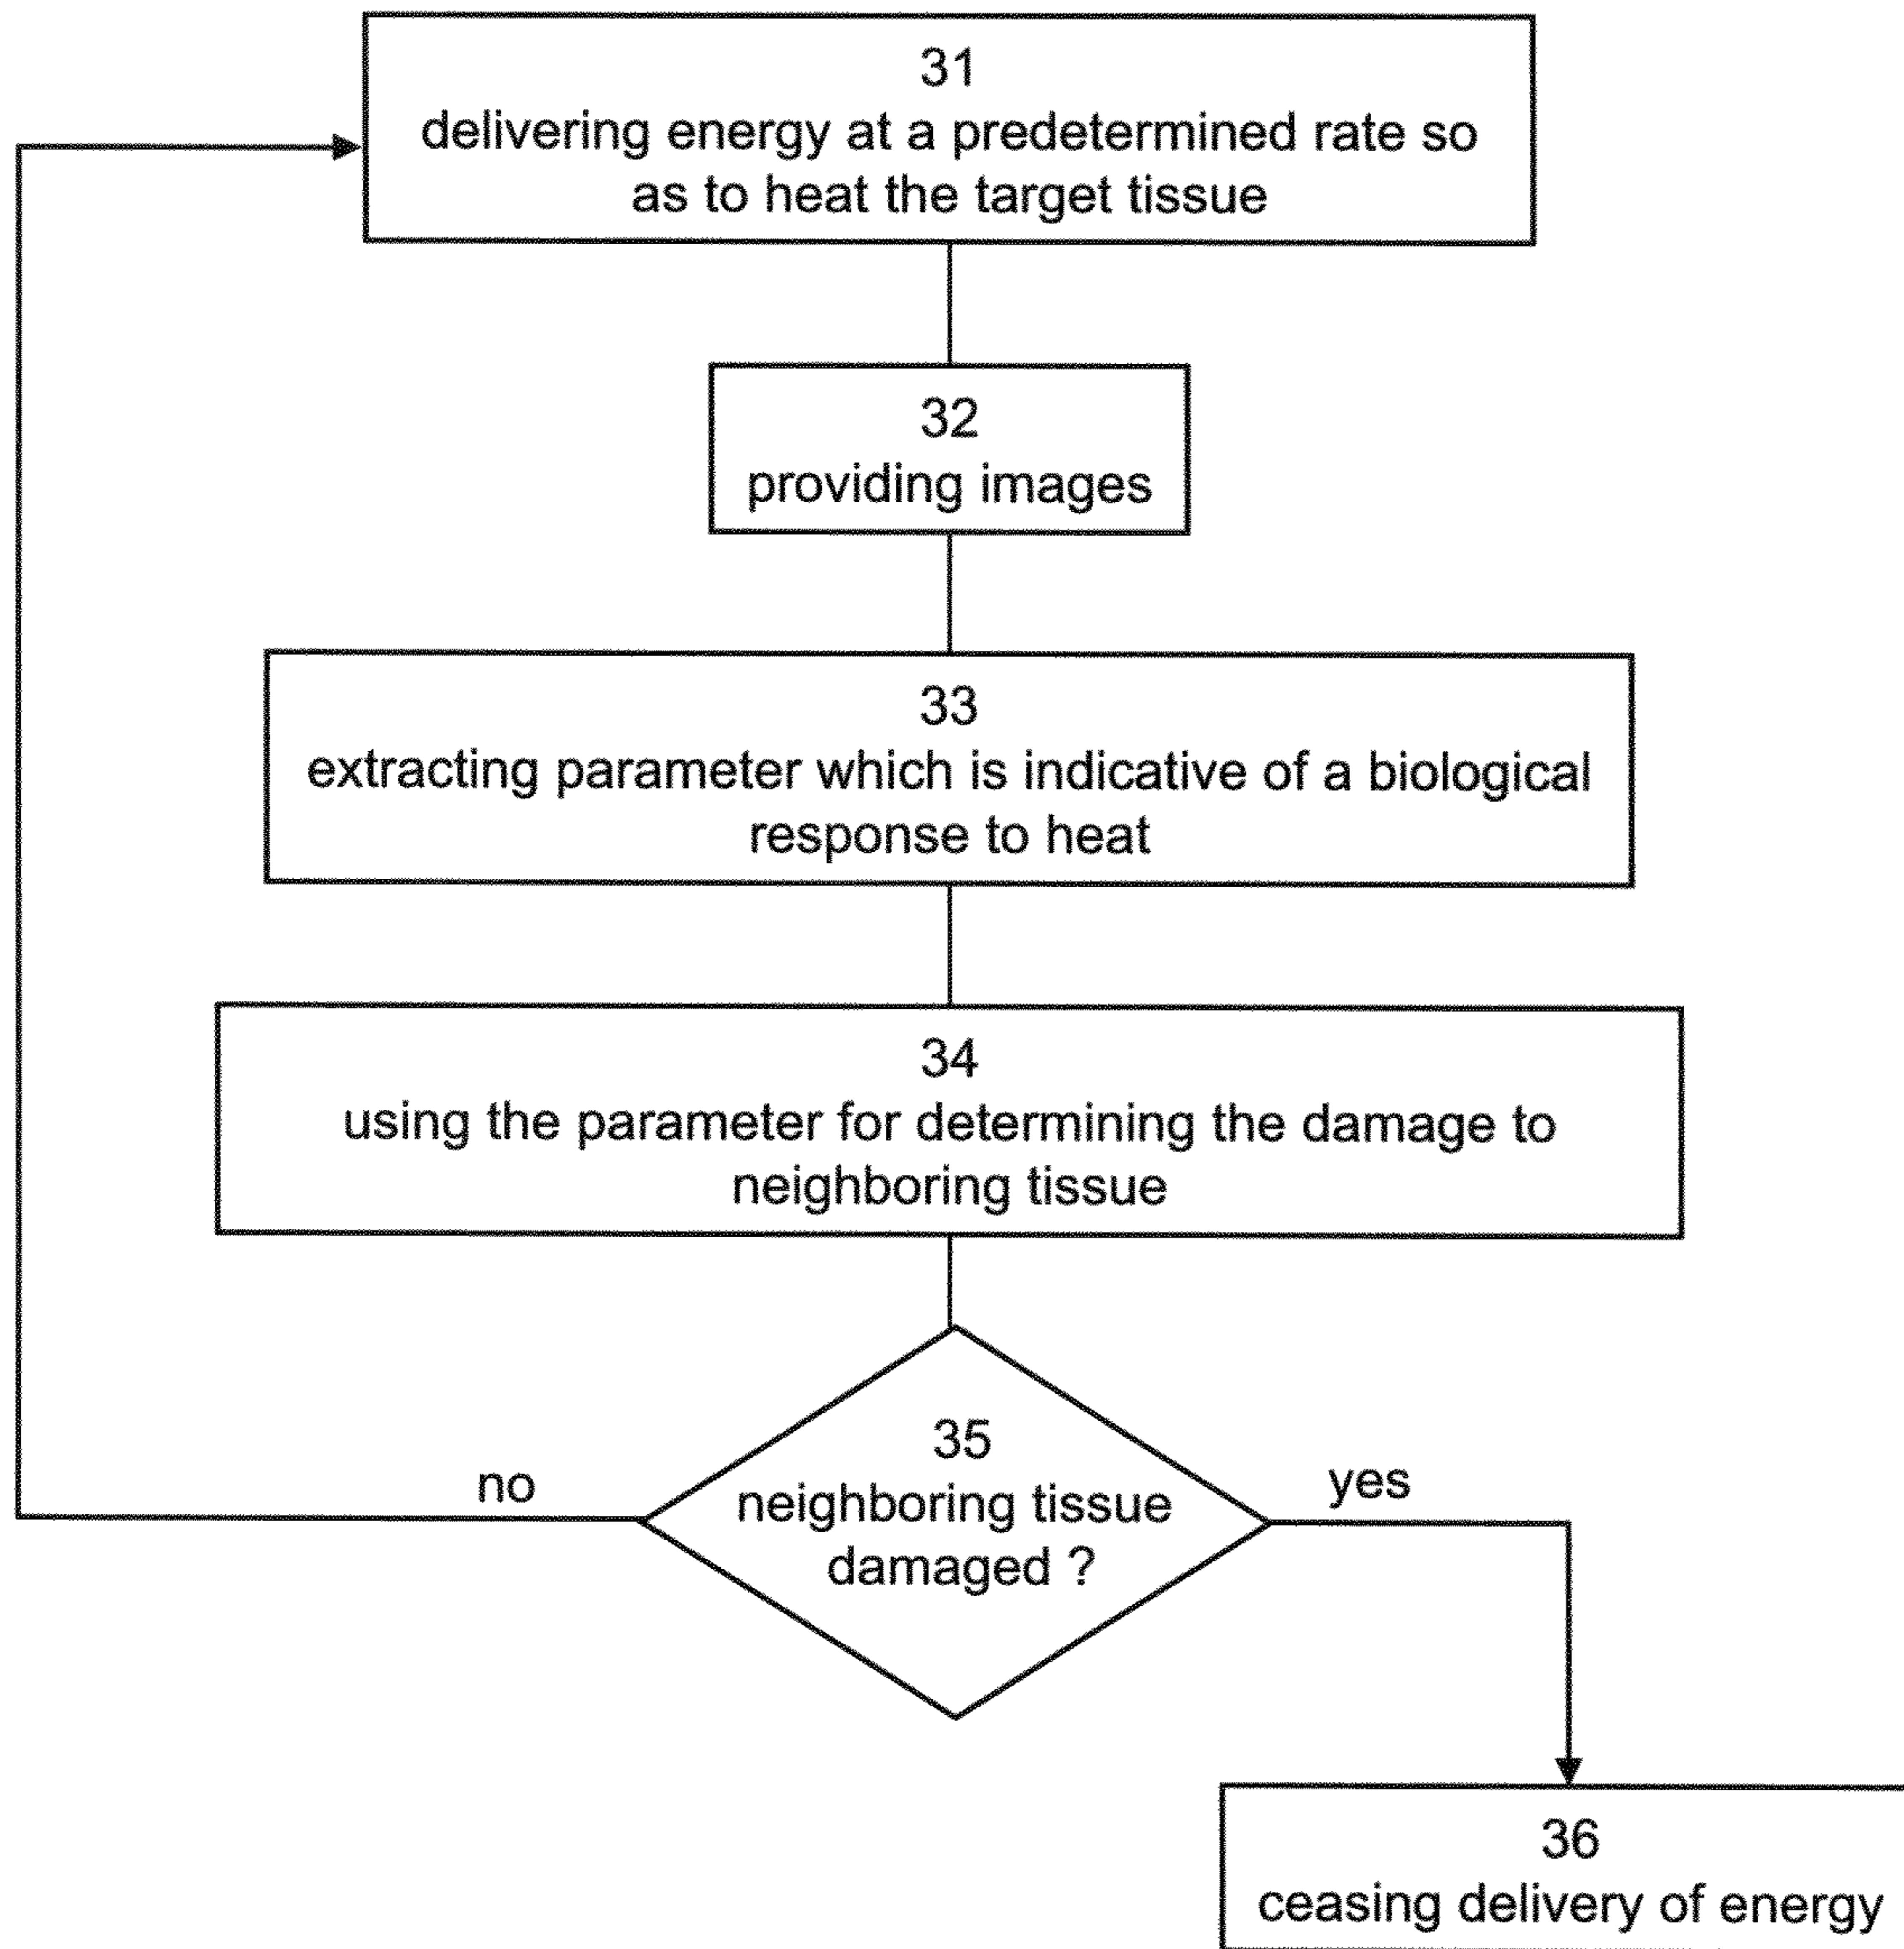 31
delivering energy at a predetermined rate so
as to heat the target tissue
32
providing images
33
extracting parameter which is indicative of a biological
response to heat
34
using the parameter for determining the damage to
neighboring tissue
35
neighboring tissue
damaged ?
no
yes
36
ceasing delivery of energy